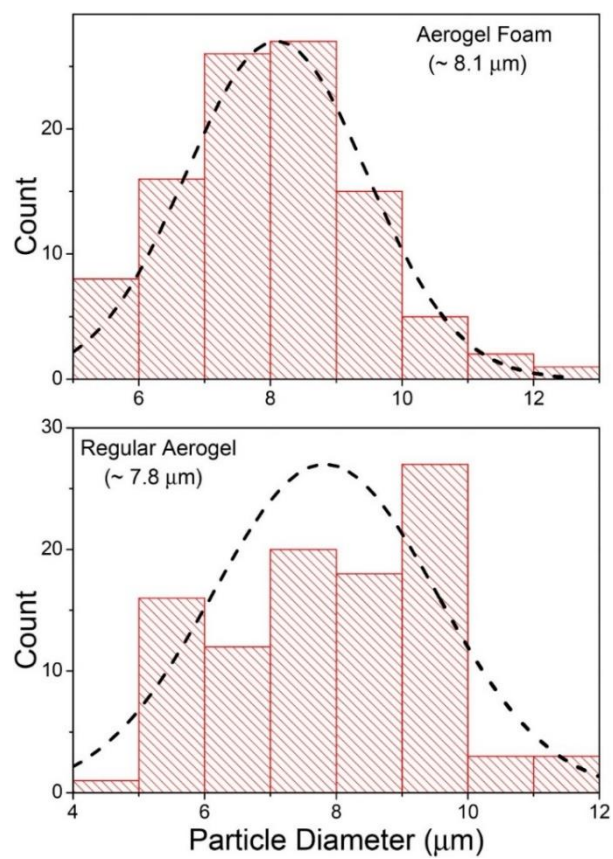 Aerogel Foam
(~ 8.1 μm)
Count
20
10
0
6
8
10
12
Regular Aerogel
(~ 7.8 μm)
Count
30
20
10
0
4
6
8
10
12
Particle Diameter (μm)